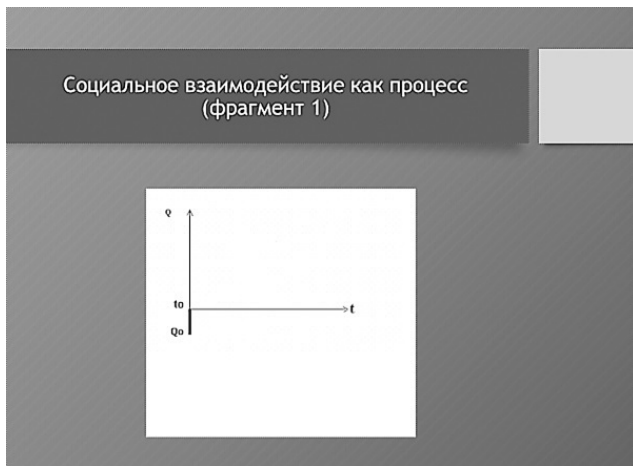 Социальное взаимодействие как процесс
(фрагмент 1)
Q
to
t
Qo